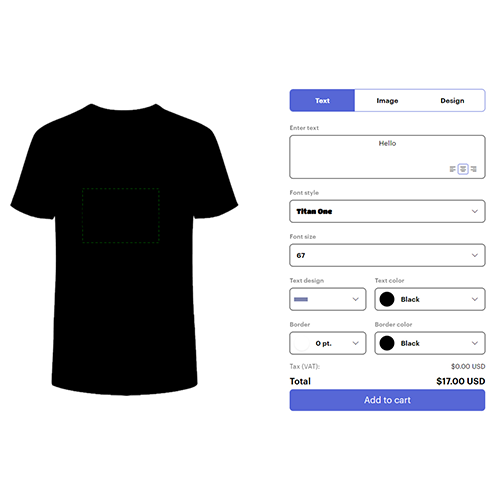 Text Image Design
Enter text
Hello
Font style
Titan One
Font size
67
Text design Text color
Black
Border Border color
0 pt. Black
Tax (VAT): $0.00 USD
Total $17.00 USD
Add to cart